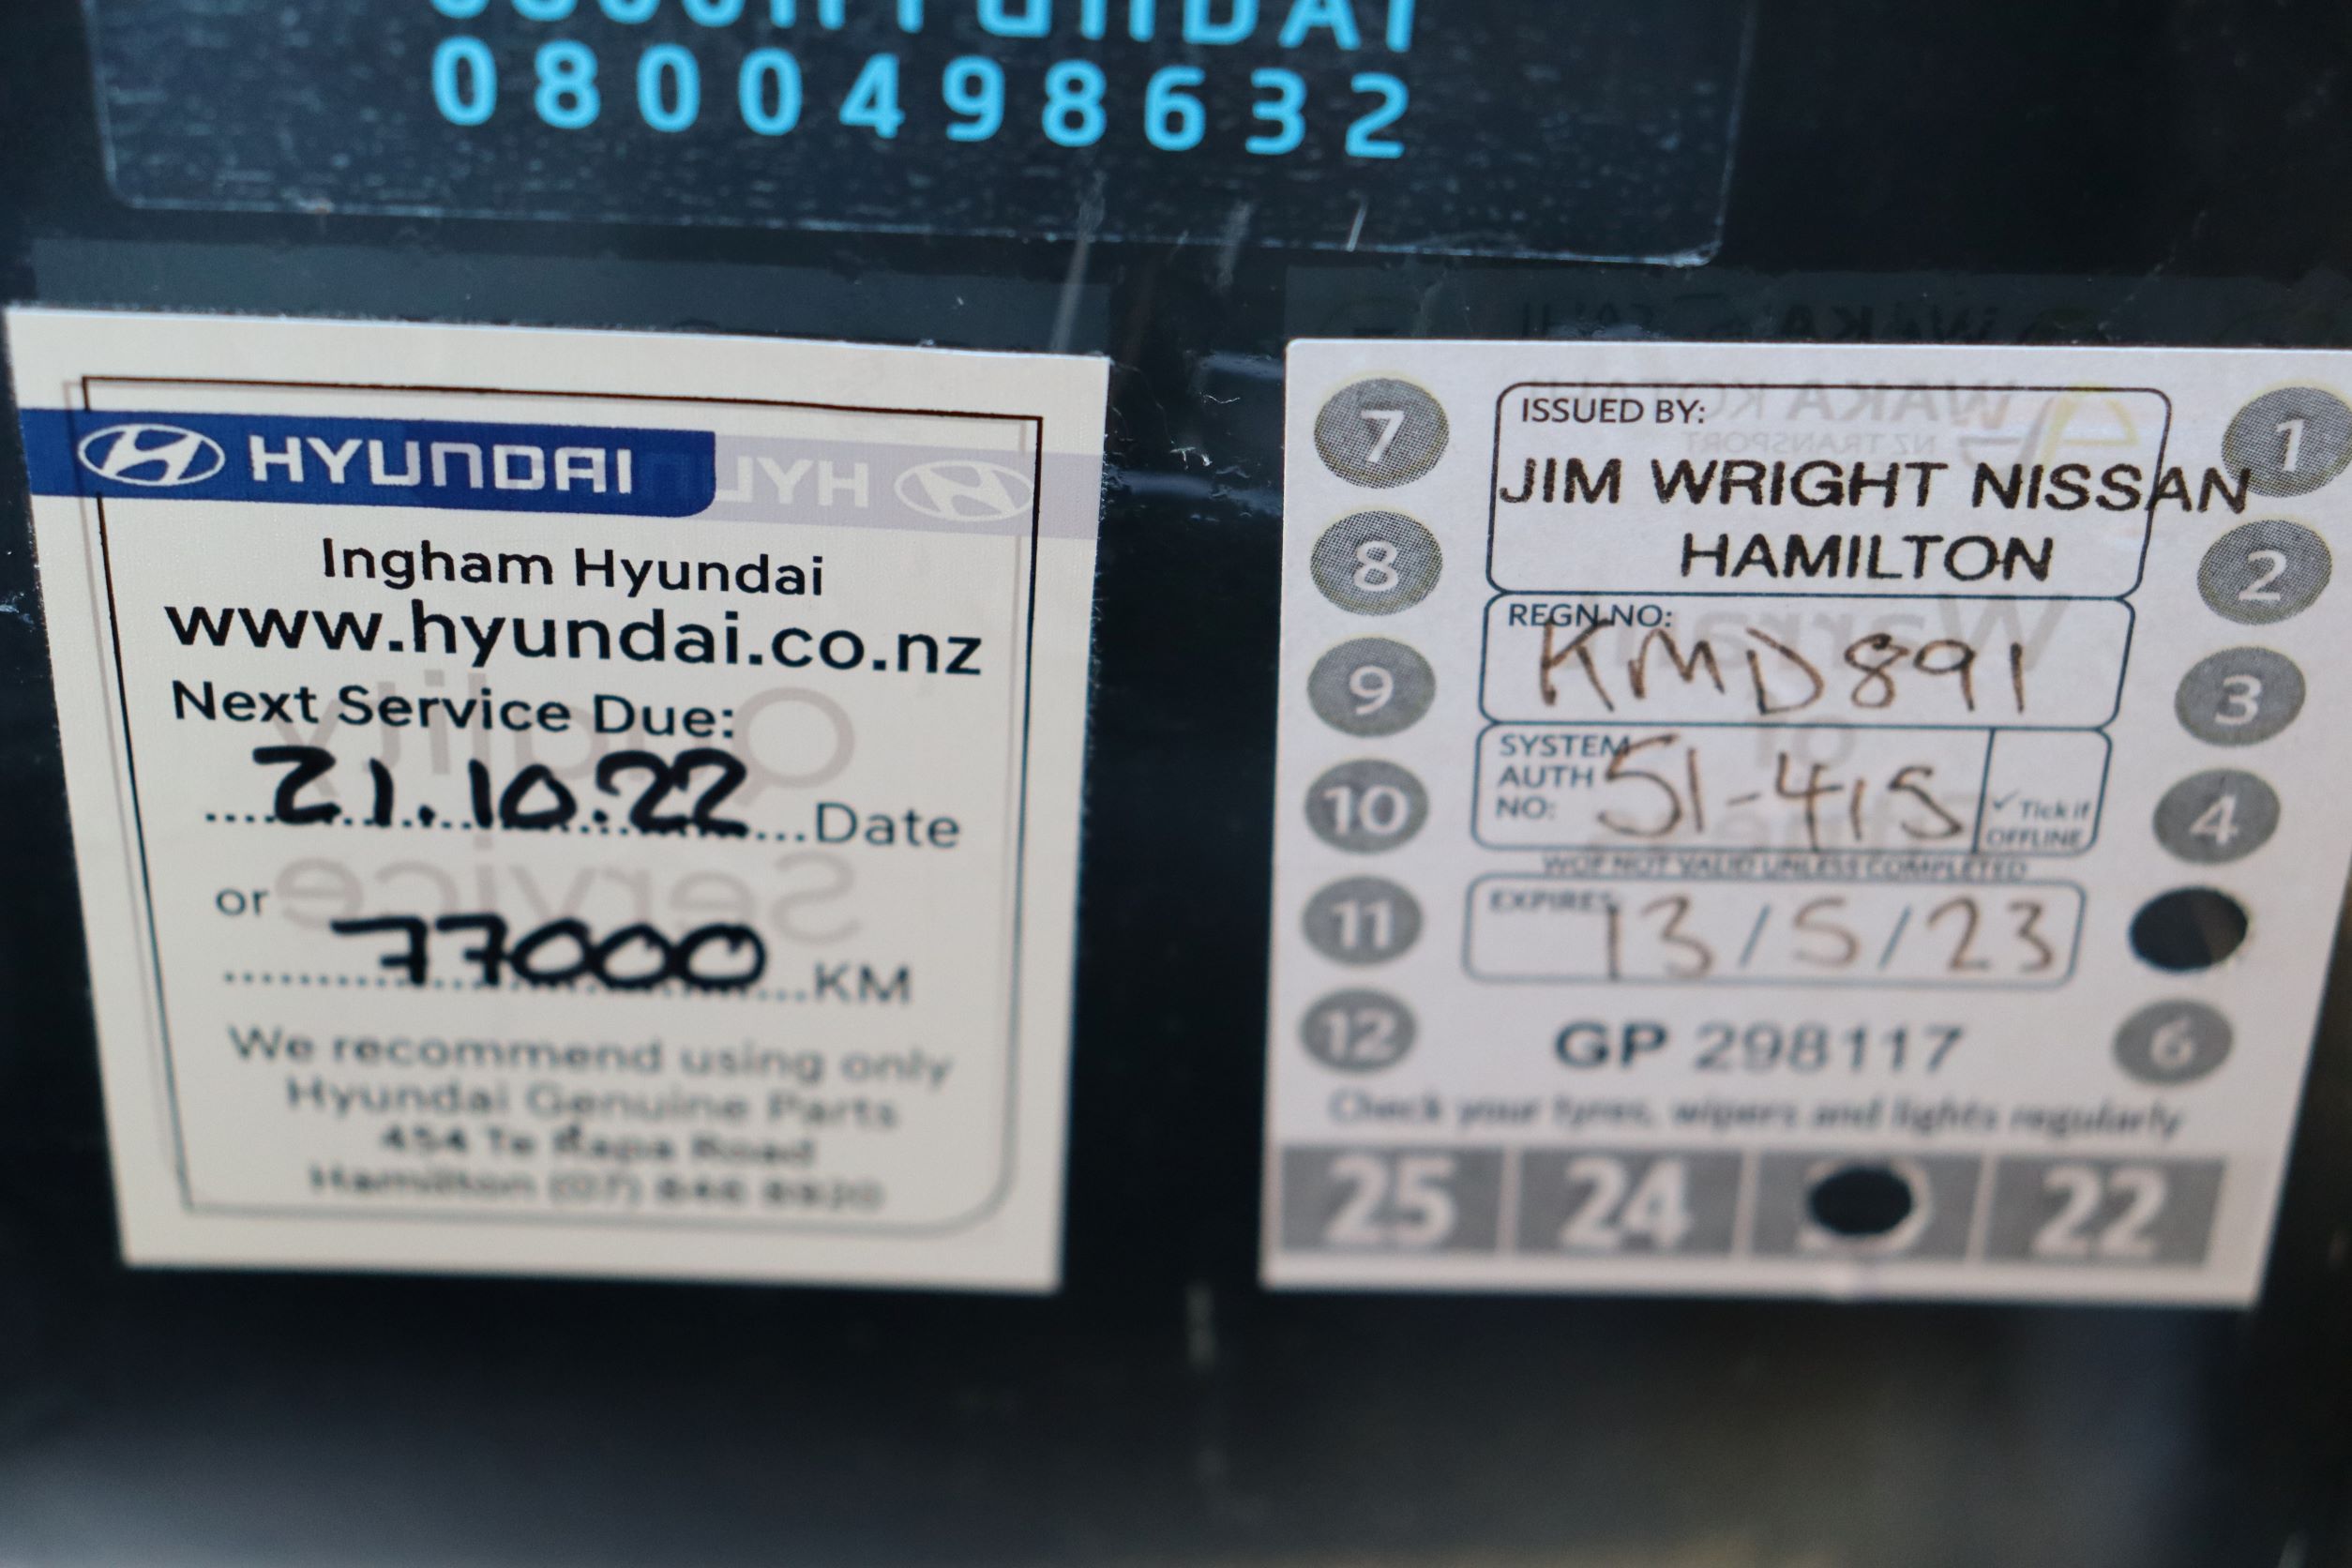 0800HYUNDAI
0800498632
HYUNDAI
Ingham Hyundai
www.hyundai.co.nz
Next Service Due:
21.10.22 Date
or
77000 KM
We recommend using only
Hyundai Genuine Parts
454 Te Rapa Road
Hamilton (07)
7
8
9
10
11
12
ISSUED BY:
JIM WRIGHT NISSAN
HAMILTON
REGN.NO: KMD891
SYSTEM AUTH NO: 51-415
✓ Tick if
OFFLINE
WOF NOT VALID UNLESS COMPLETED
EXPIRES 13/5/23
GP 298117
Check your tyres, wipers and lights regularly
25 24 22
1
2
3
4
6